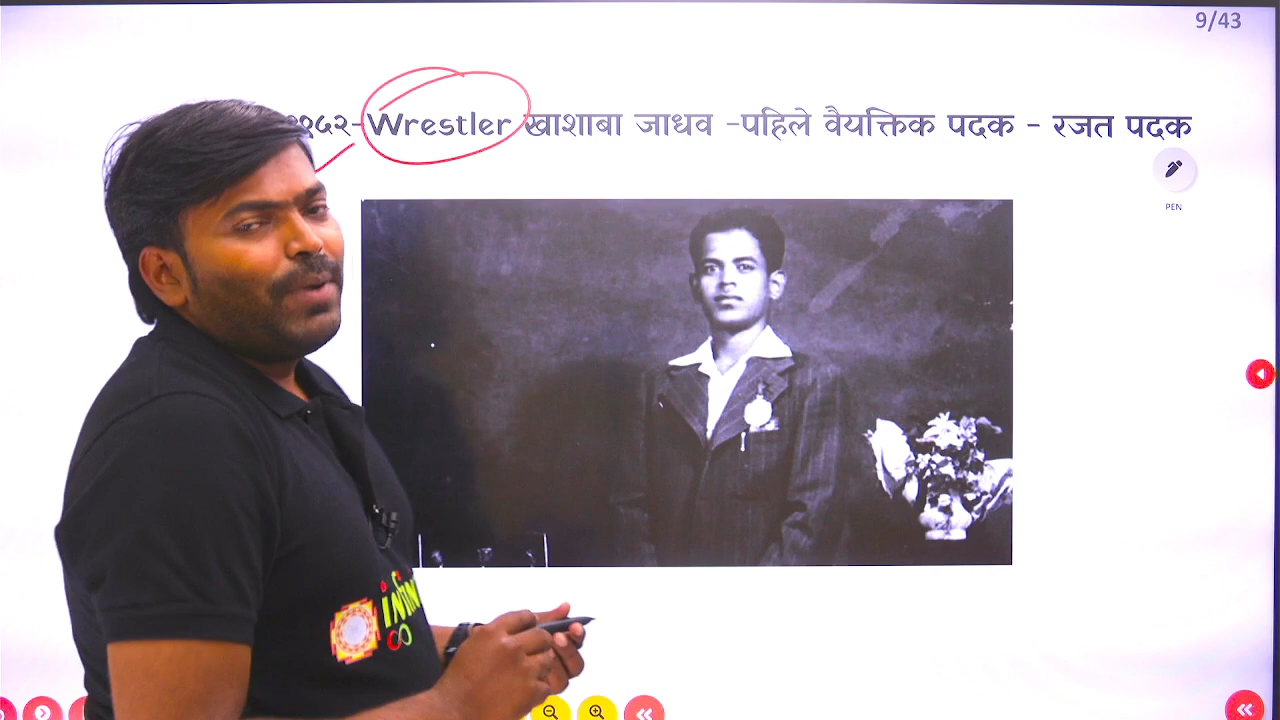 9/43
१९५२-Wrestler खाशाबा जाधव -पहिले वैयक्तिक पदक - रजत पदक
PEN